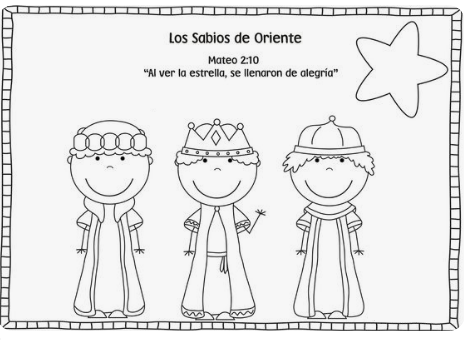 Los Sabios de Oriente
Mateo 2:10
“Al ver la estrella, se llenaron de alegría”